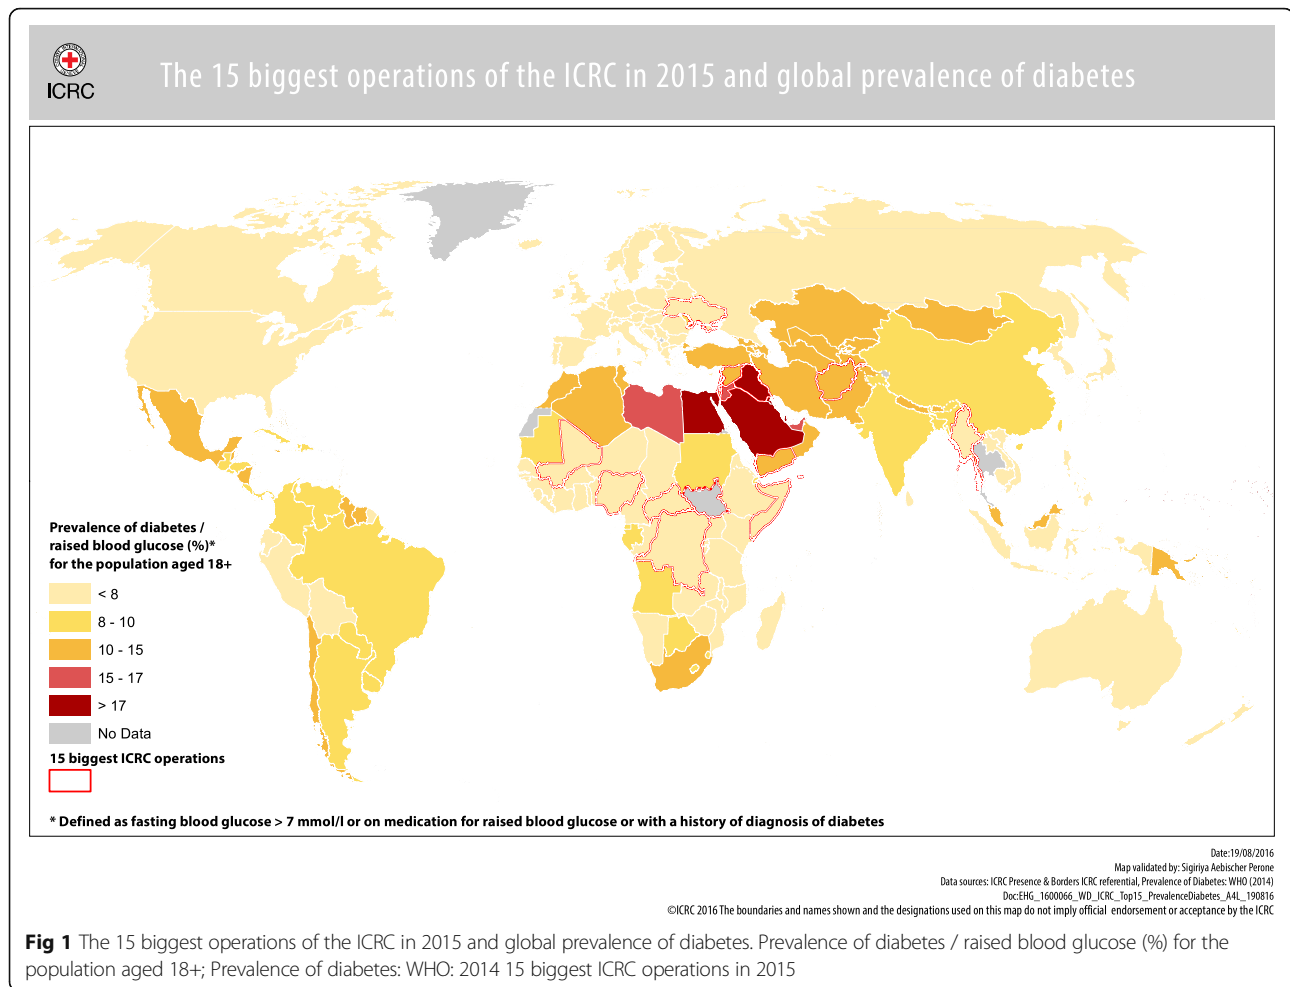 ICRC
The 15 biggest operations of the ICRC in 2015 and global prevalence of diabetes
Prevalence of diabetes /
raised blood glucose (%)*
for the population aged 18+
< 8
8 - 10
10 - 15
15 - 17
> 17
No Data
15 biggest ICRC operations
* Defined as fasting blood glucose > 7 mmol/l or on medication for raised blood glucose or with a history of diagnosis of diabetes
Date:19/08/2016
Map validated by: Sigiriya Aebischer Perone
Data sources: ICRC Presence & Borders ICRC referential, Prevalence of Diabetes: WHO (2014)
Doc:EHG_1600066_WD_ICRC_Top15_PrevalenceDiabetes_A4L_190816
©ICRC 2016 The boundaries and names shown and the designations used on this map do not imply official endorsement or acceptance by the ICRC
Fig 1 The 15 biggest operations of the ICRC in 2015 and global prevalence of diabetes. Prevalence of diabetes / raised blood glucose (%) for the
population aged 18+; Prevalence of diabetes: WHO: 2014 15 biggest ICRC operations in 2015